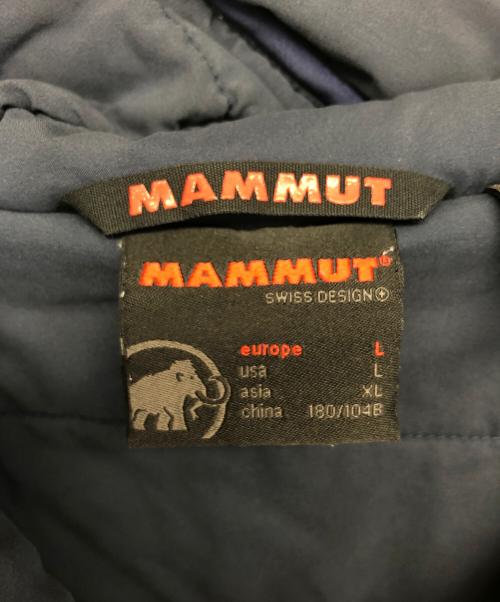 MAMMUT
MAMMUT®
SWISS DESIGN
europe L
usa L
asia XL
china 180/104B